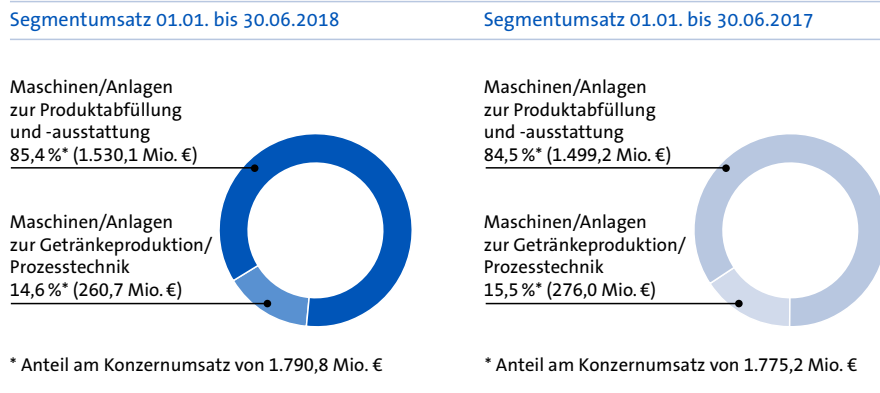 Segmentumsatz 01.01. bis 30.06.2018
Maschinen/Anlagen
zur Produktabfüllung
und -ausstattung
85,4 %* (1.530,1 Mio. €)
Maschinen/Anlagen
zur Getränkeproduktion/
Prozesstechnik
14,6 %* (260,7 Mio. €)
* Anteil am Konzernumsatz von 1.790,8 Mio. €
Segmentumsatz 01.01. bis 30.06.2017
Maschinen/Anlagen
zur Produktabfüllung
und -ausstattung
84,5 %* (1.499,2 Mio. €)
Maschinen/Anlagen
zur Getränkeproduktion/
Prozesstechnik
15,5 %* (276,0 Mio. €)
* Anteil am Konzernumsatz von 1.775,2 Mio. €